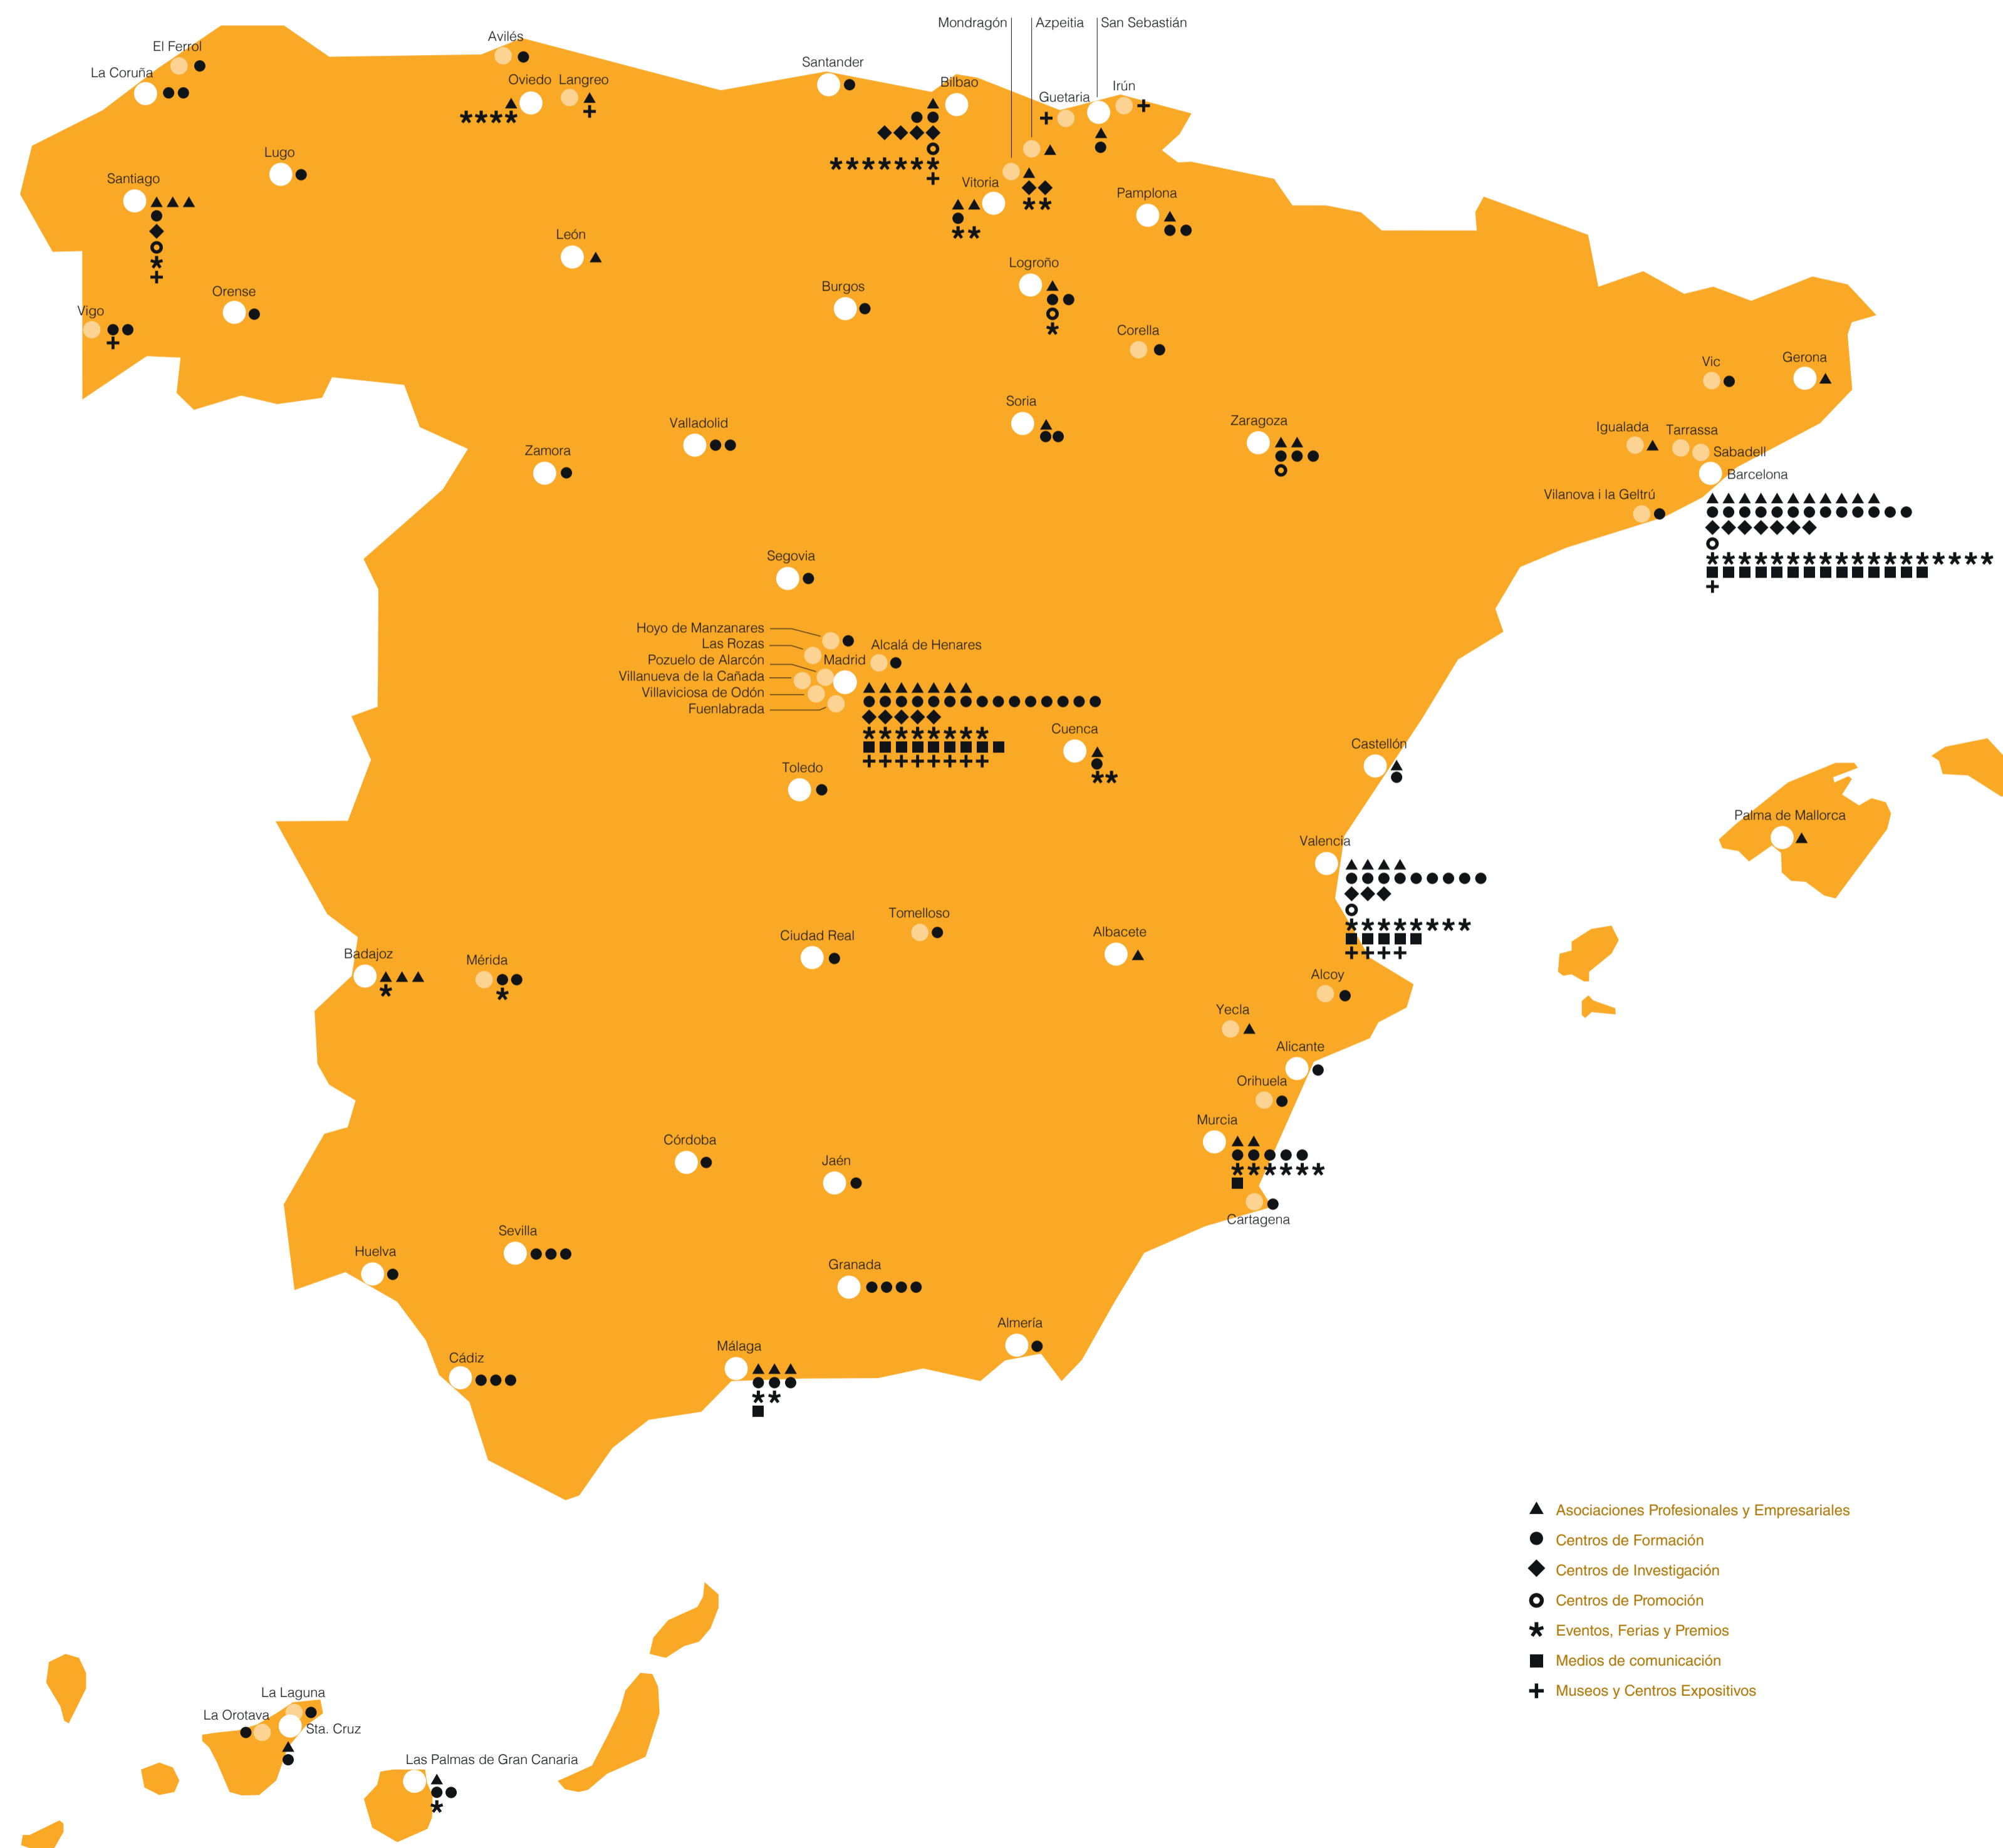 Mondragón
Azpeitia
San Sebastián
El Ferrol
Avilés
La Coruña
Oviedo
Langreo
Santander
Bilbao
Irún
Guetaria
Lugo
Santiago
Vitoria
Pamplona
León
Logroño
Orense
Burgos
Vigo
Corella
Vic
Gerona
Soria
Valladolid
Zaragoza
Igualada
Tarrassa
Zamora
Sabadell
Barcelona
Vilanova i la Geltrú
Segovia
Hoyo de Manzanares
Las Rozas
Alcalá de Henares
Pozuelo de Alarcón
Madrid
Villanueva de la Cañada
Villaviciosa de Odón
Fuenlabrada
Cuenca
Castellón
Toledo
Palma de Mallorca
Valencia
Tomelloso
Ciudad Real
Albacete
Badajoz
Mérida
Alcoy
Yecla
Alicante
Orihuela
Murcia
Córdoba
Jaén
Cartagena
Sevilla
Huelva
Granada
Almería
Málaga
Cádiz
Asociaciones Profesionales y Empresariales
Centros de Formación
Centros de Investigación
Centros de Promoción
Eventos, Ferias y Premios
Medios de comunicación
Museos y Centros Expositivos
La Laguna
La Orotava
Sta. Cruz
Las Palmas de Gran Canaria